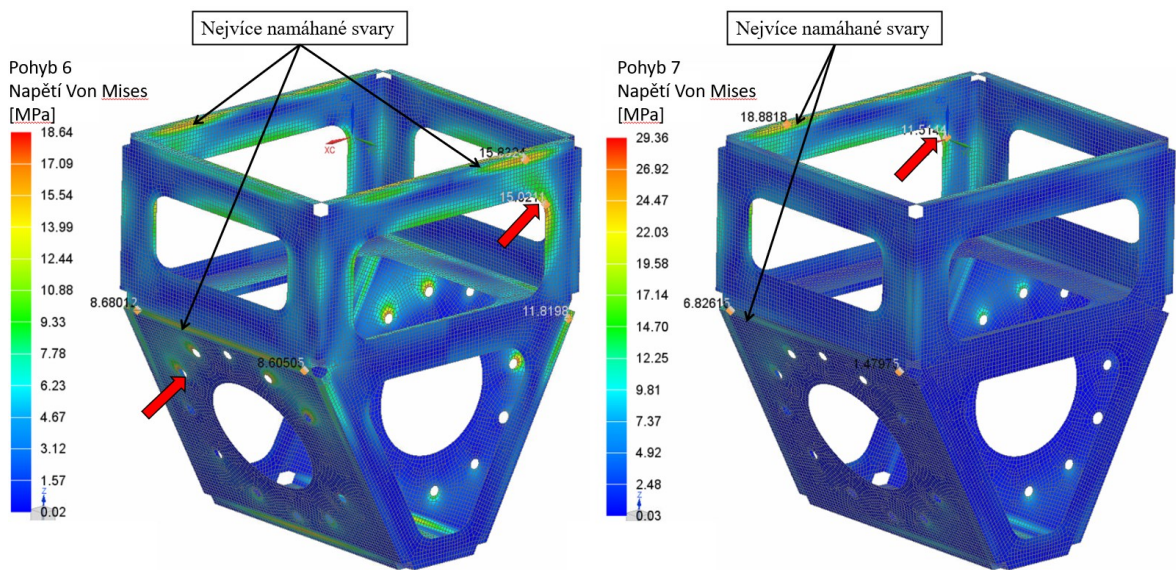 Nejvíce namáhané svary
Pohyb 6
Napětí Von Mises
[MPa]
18.64
17.09
15.54
13.99
12.44
10.88
9.33
7.78
6.23
4.67
3.12
1.57
0.02
Z
XC
8.68012
8.60505
11.8198
Nejvíce namáhané svary
Pohyb 7
Napětí Von Mises
[MPa]
29.36
26.92
24.47
22.03
19.58
17.14
14.70
12.25
9.81
7.37
4.92
2.48
0.03
Z
18.8818
6.82615
1.47975